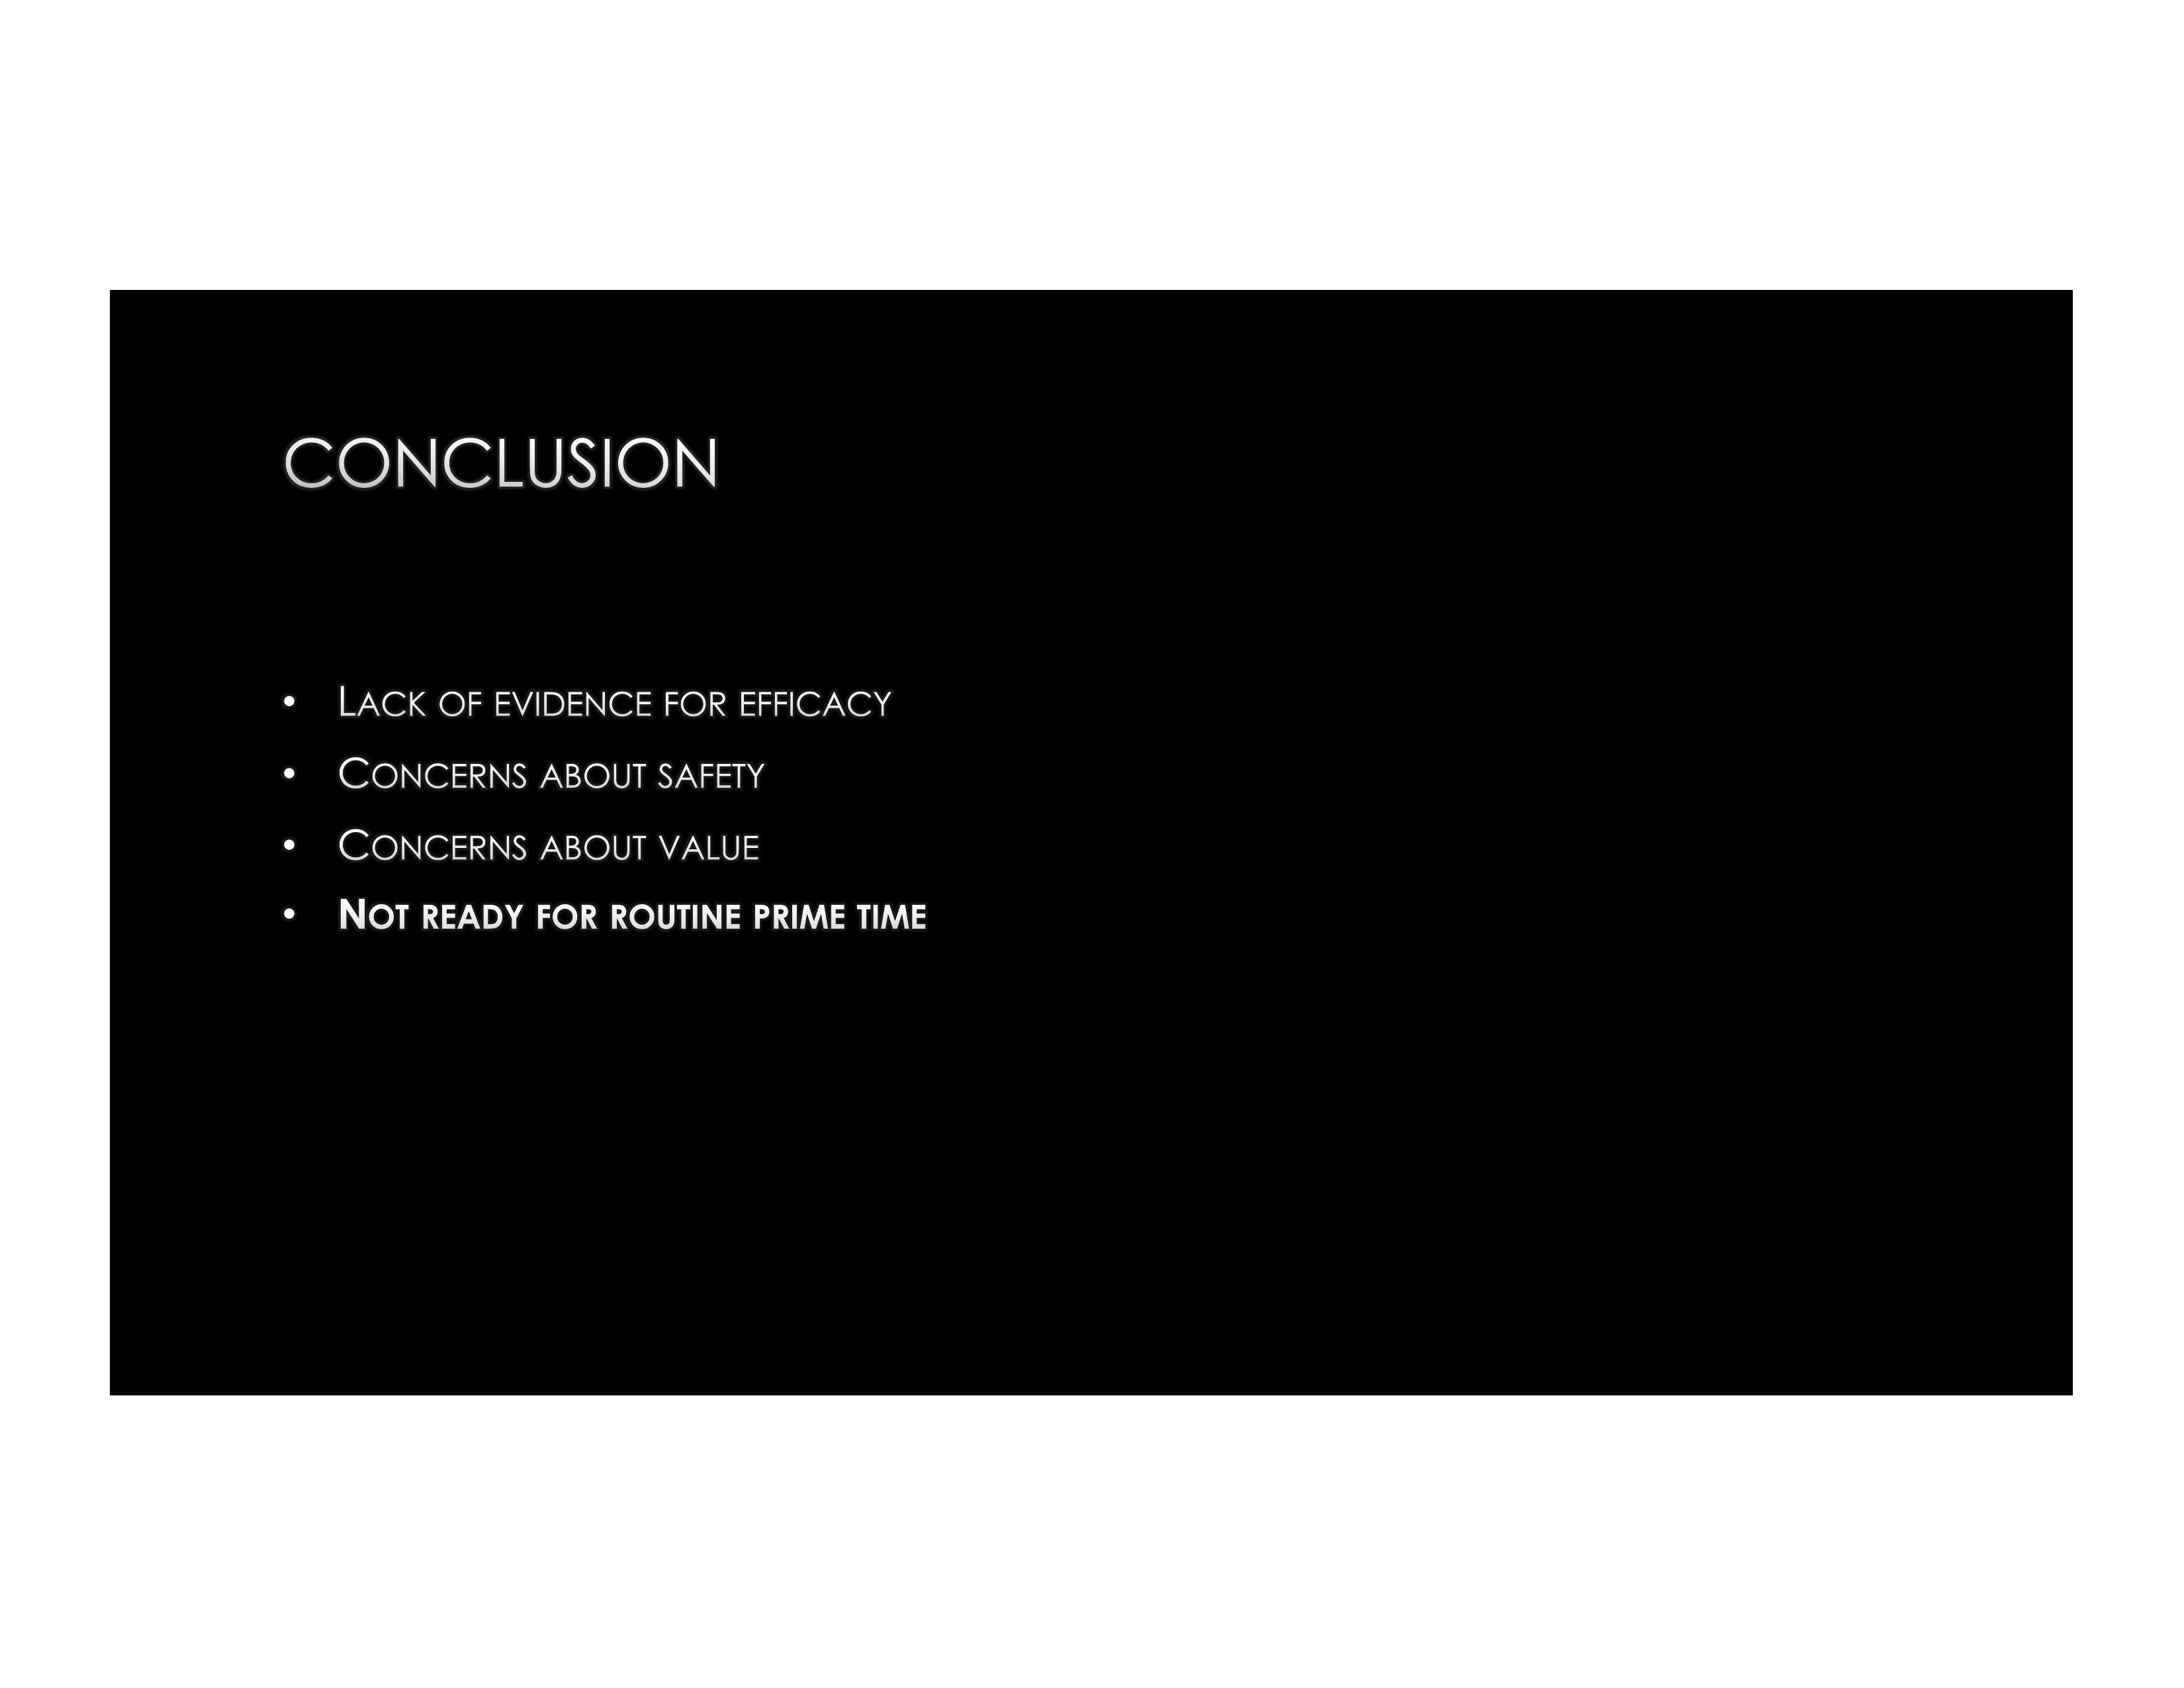 CONCLUSION
• LACK OF EVIDENCE FOR EFFICACY
• CONCERNS ABOUT SAFETY
• CONCERNS ABOUT VALUE
• NOT READY FOR ROUTINE PRIME TIME